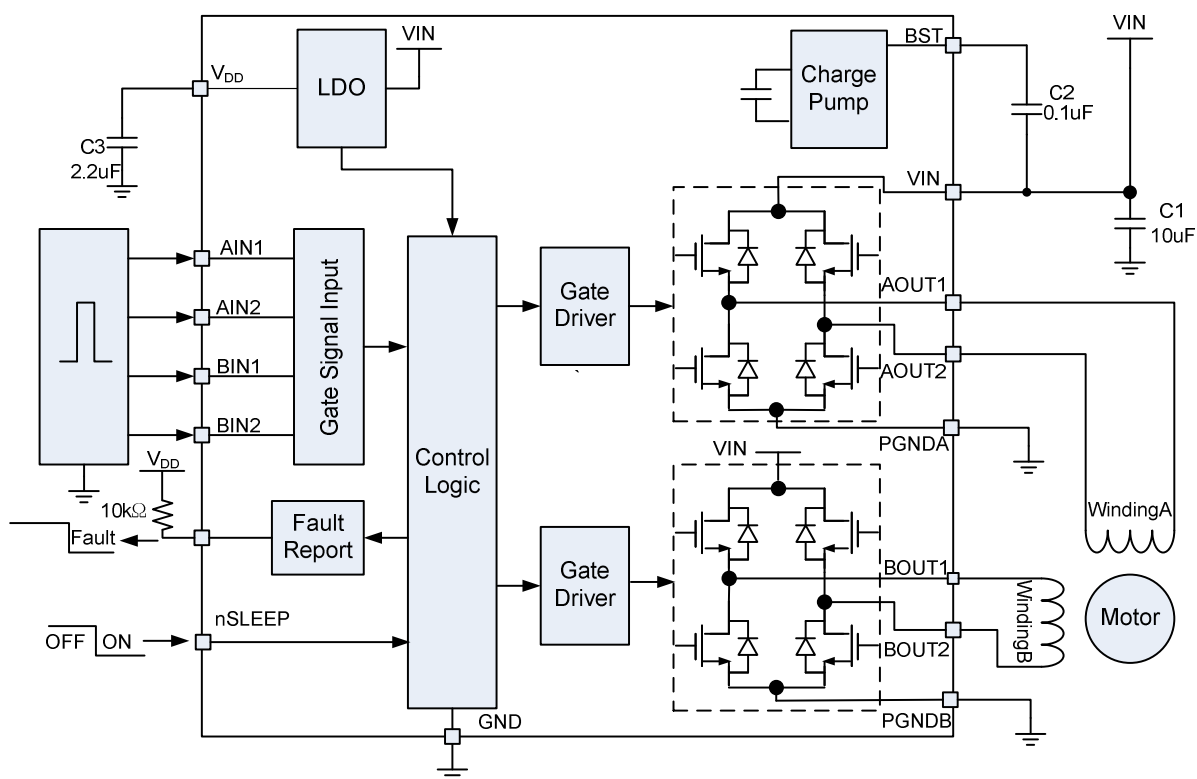 VIN
BST
LDO
V_DD
Charge
Pump
VIN
C2
0.1uF
C3
2.2uF
VIN
C1
10uF
AIN1
AIN2
BIN1
BIN2
Gate Signal Input
Gate
Driver
AOUT1
AOUT2
PGNDA
Control
Logic
VIN
V_DD
10kΩ
Fault
Fault
Report
Gate
Driver
WindingA
BOUT1
BOUT2
WindingB
Motor
nSLEEP
OFF
ON
GND
PGNDB